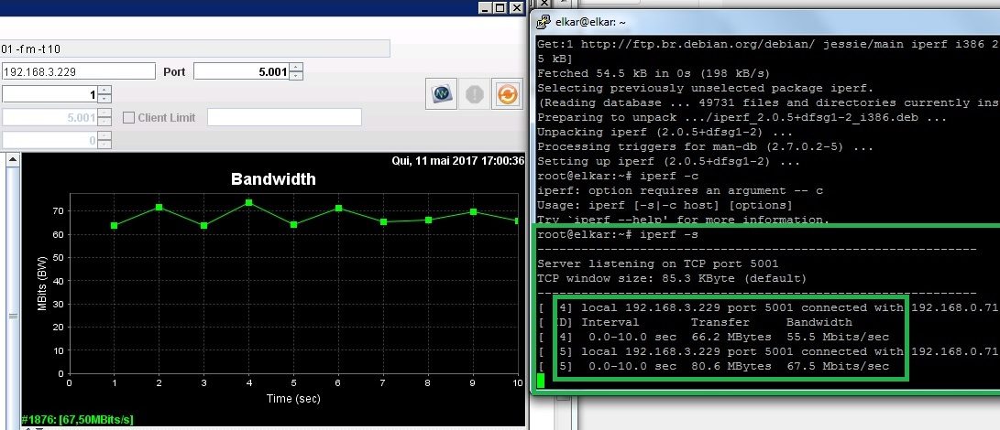 01 -f m -t 10
192.168.3.229 Port 5.001
1
5.001 Client Limit
0
Qui, 11 mai 2017 17:00:36
Bandwidth
MBits (BW)
70
60
50
40
30
20
10
0
0 1 2 3 4 5 6 7 8 9 10
Time (sec)
#1876: [67,50MBits/s]
elkar@elkar: ~
Get:1 http://ftp.br.debian.org/debian/ jessie/main iperf i386 2
5 kB]
Fetched 54.5 kB in 0s (198 kB/s)
Selecting previously unselected package iperf.
(Reading database ... 49731 files and directories currently ins
Preparing to unpack .../iperf_2.0.5+dfsg1-2_i386.deb ...
Unpacking iperf (2.0.5+dfsg1-2) ...
Processing triggers for man-db (2.7.0.2-5) ...
Setting up iperf (2.0.5+dfsg1-2) ...
root@elkar:~# iperf -c
iperf: option requires an argument -- c
Usage: iperf [-s|-c host] [options]
Try `iperf --help' for more information.
root@elkar:~# iperf -s
------------------------------------------------------------
Server listening on TCP port 5001
TCP window size: 85.3 KByte (default)
------------------------------------------------------------
[ 4] local 192.168.3.229 port 5001 connected with 192.168.0.71
[ ID] Interval Transfer Bandwidth
[ 4] 0.0-10.0 sec 66.2 MBytes 55.5 Mbits/sec
[ 5] local 192.168.3.229 port 5001 connected with 192.168.0.71
[ 5] 0.0-10.0 sec 80.6 MBytes 67.5 Mbits/sec